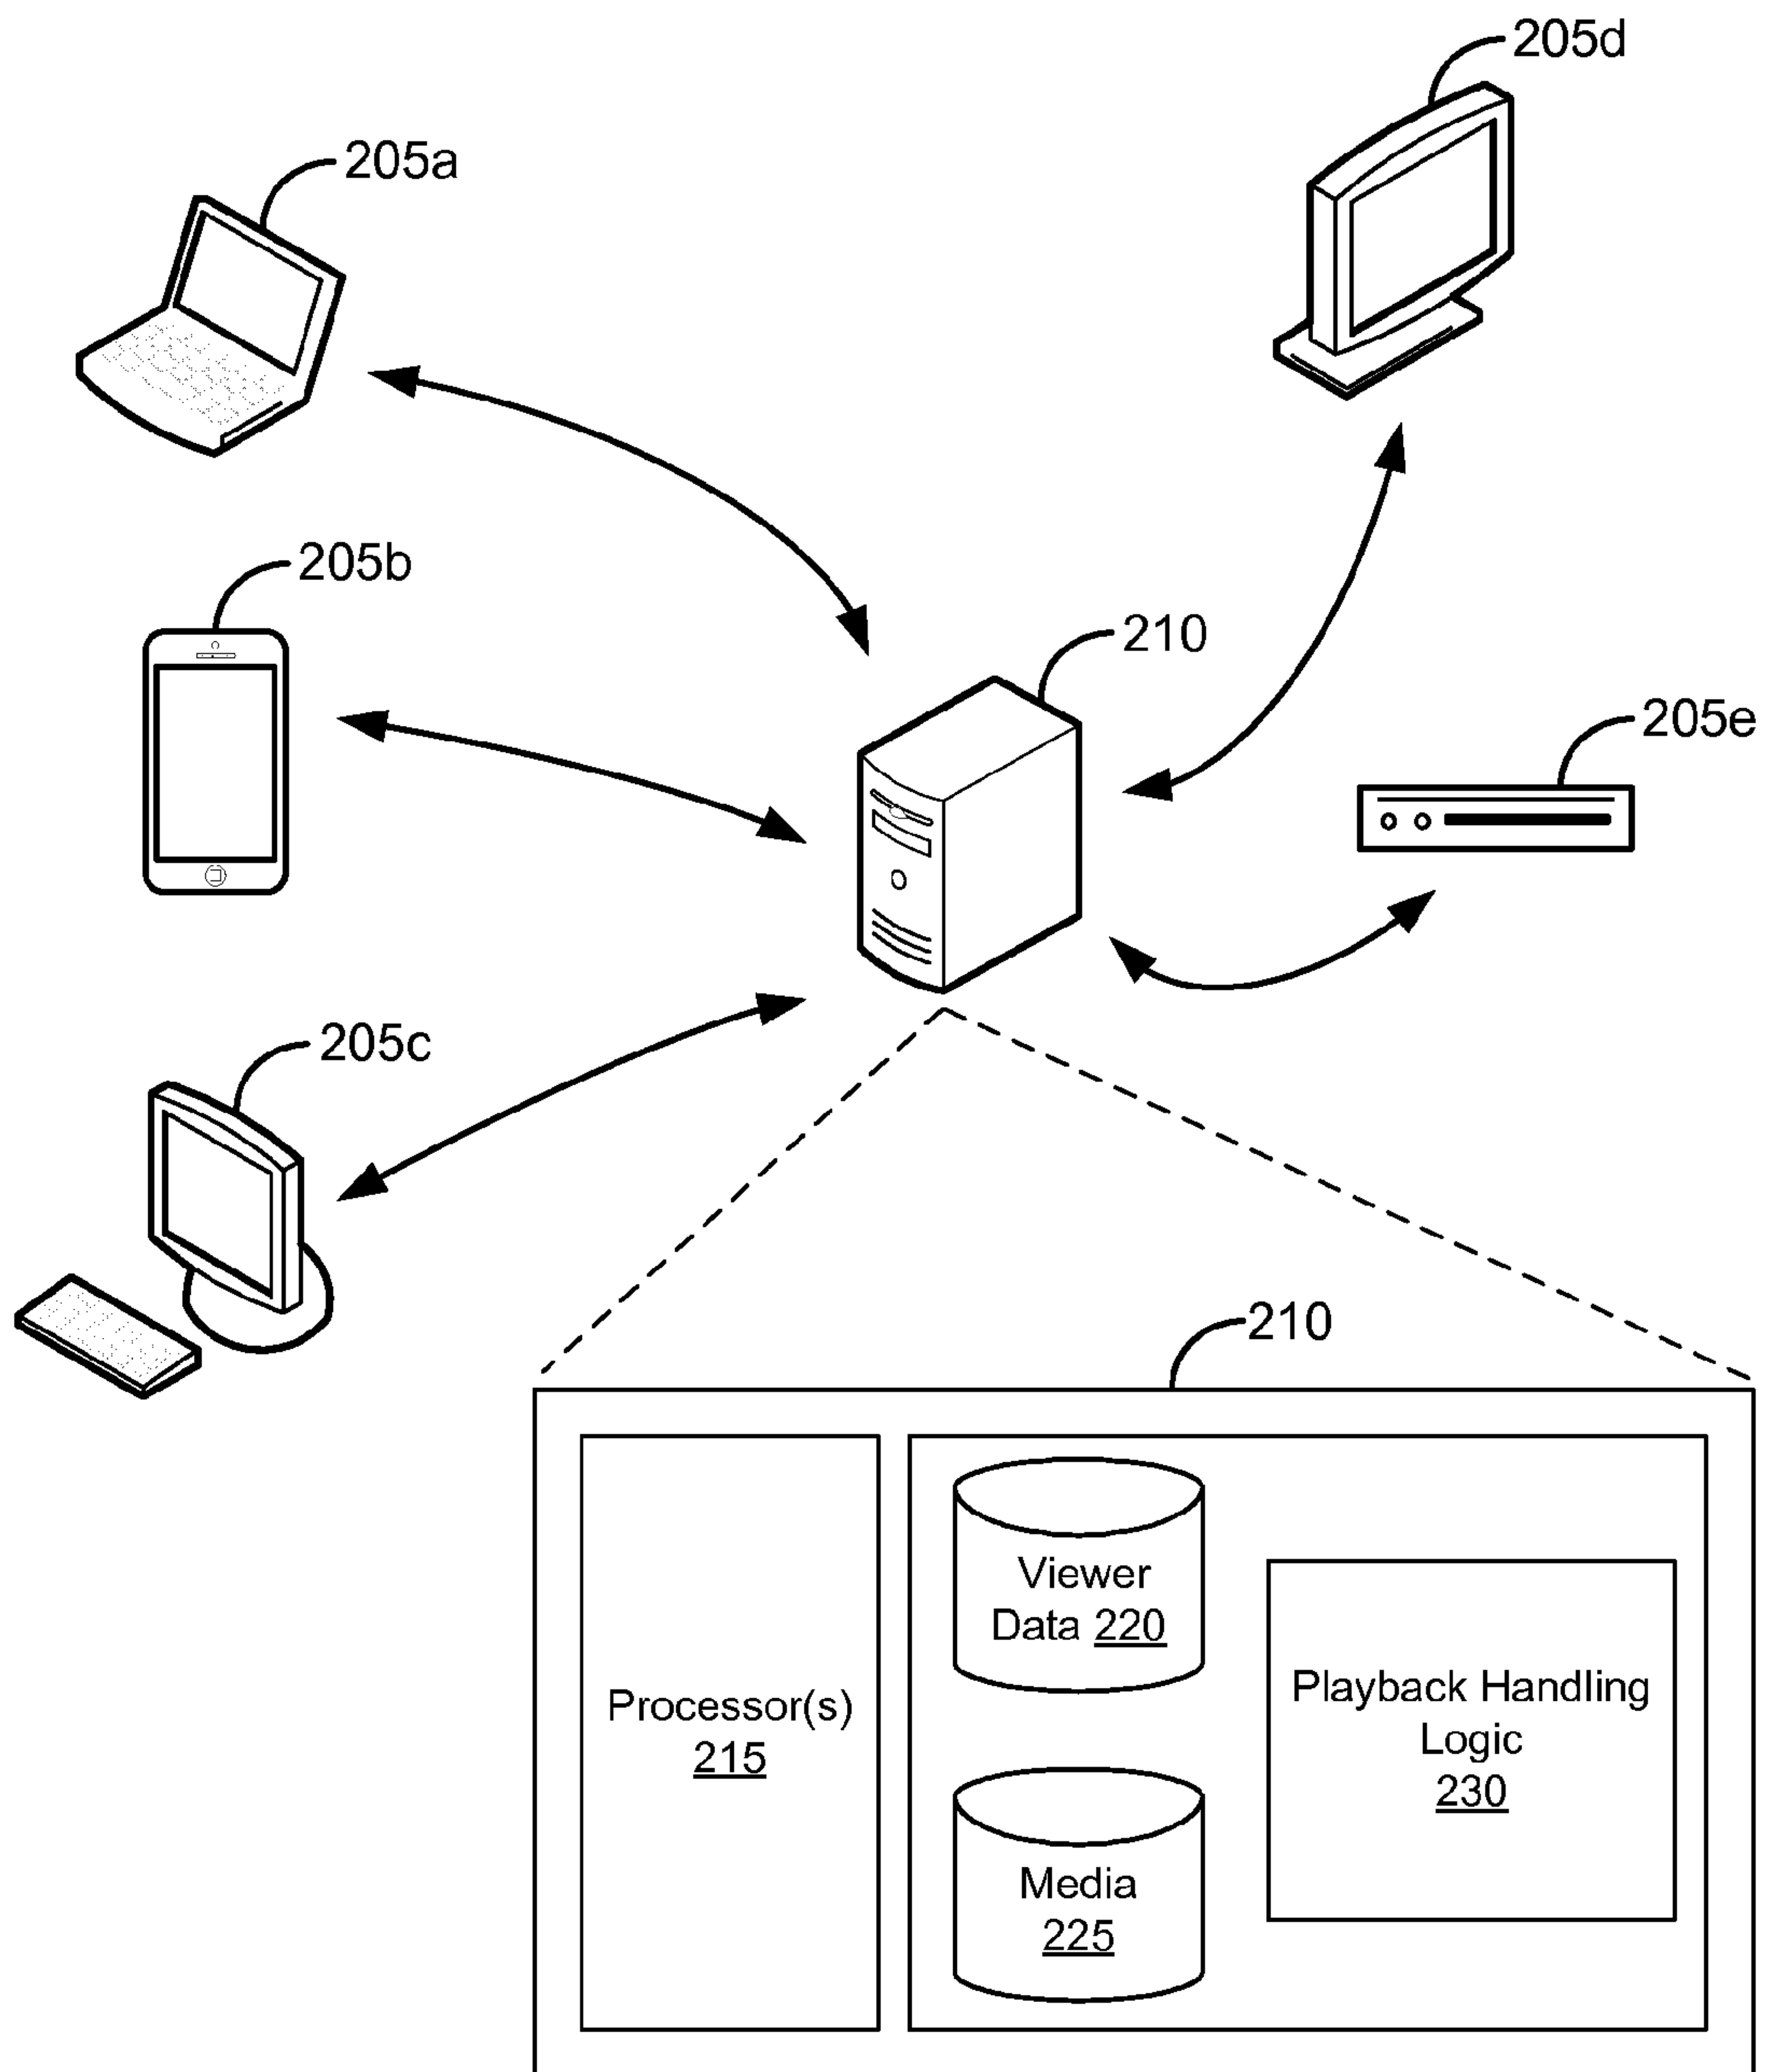 205d
205a
205b
210
205e
205c
210
Viewer
Data 220
Processor(s)
215
Playback Handling
Logic
230
Media
225